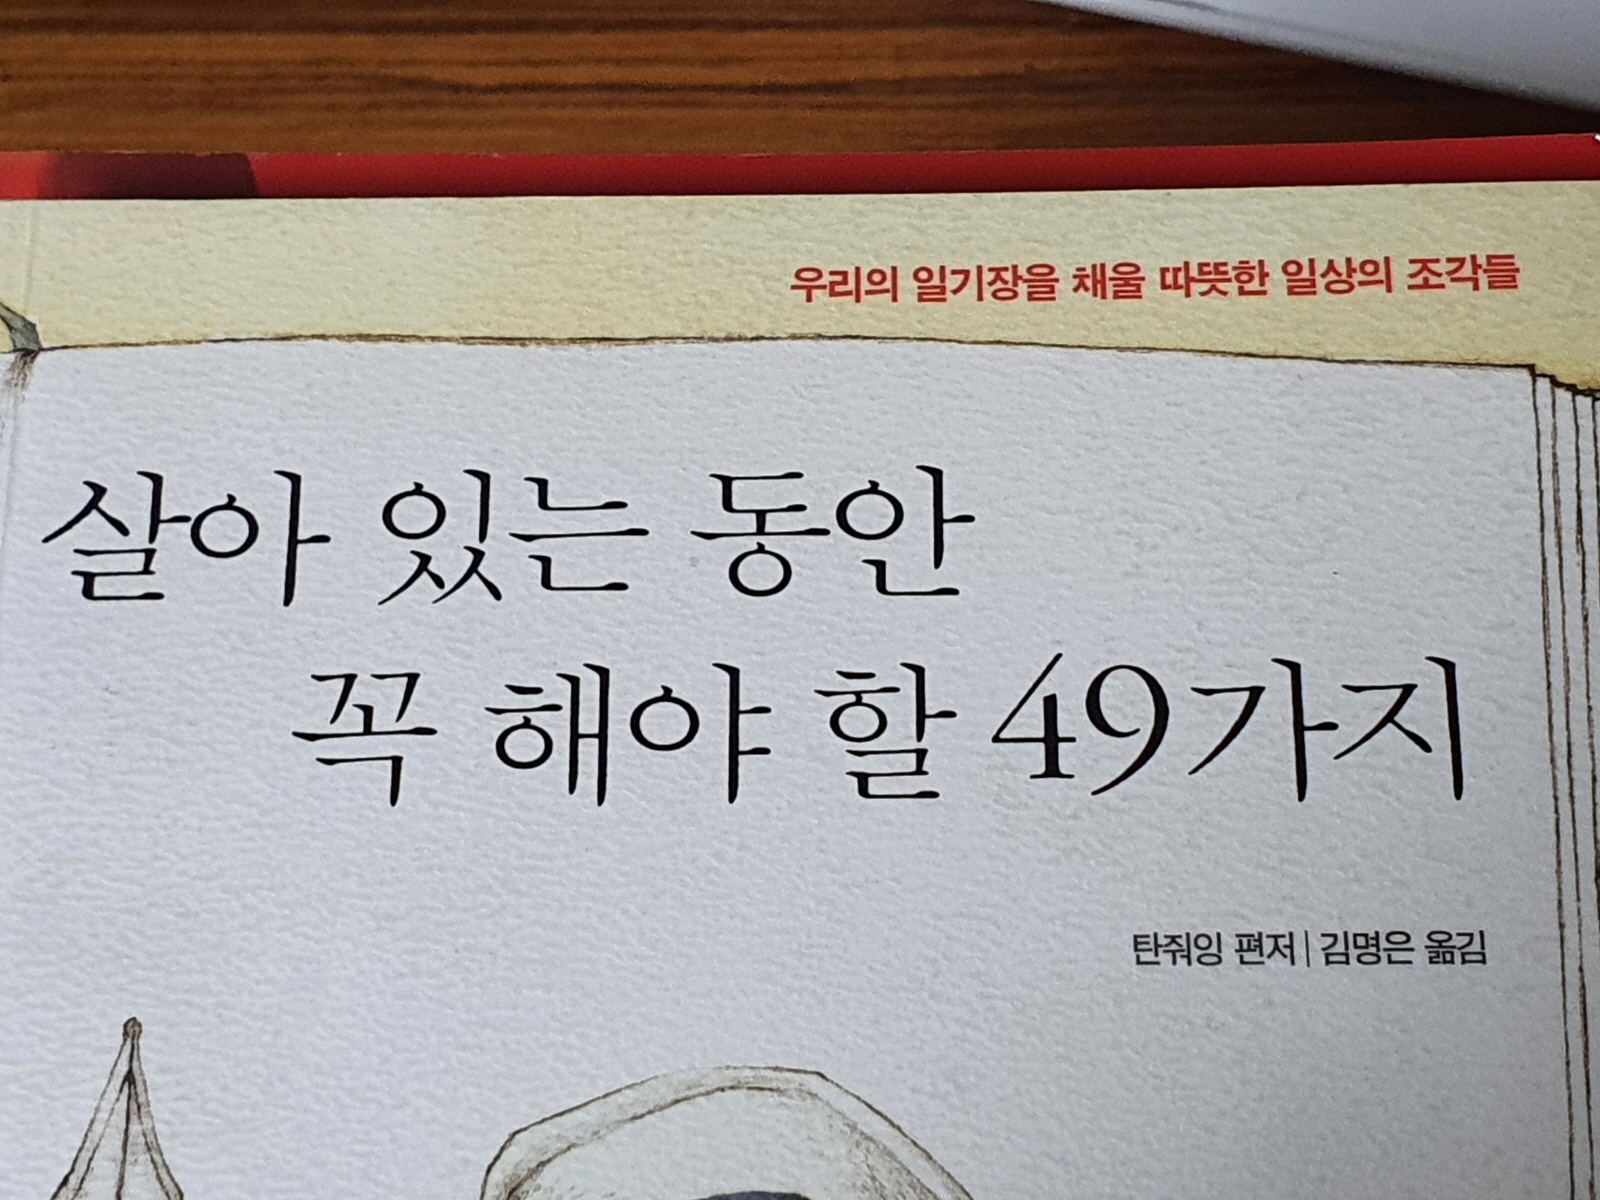 우리의 일기장을 채울 따뜻한 일상의 조각들
살아 있는 동안
꼭 해야 할 49가지
탄줘잉 편저 | 김명은 옮김